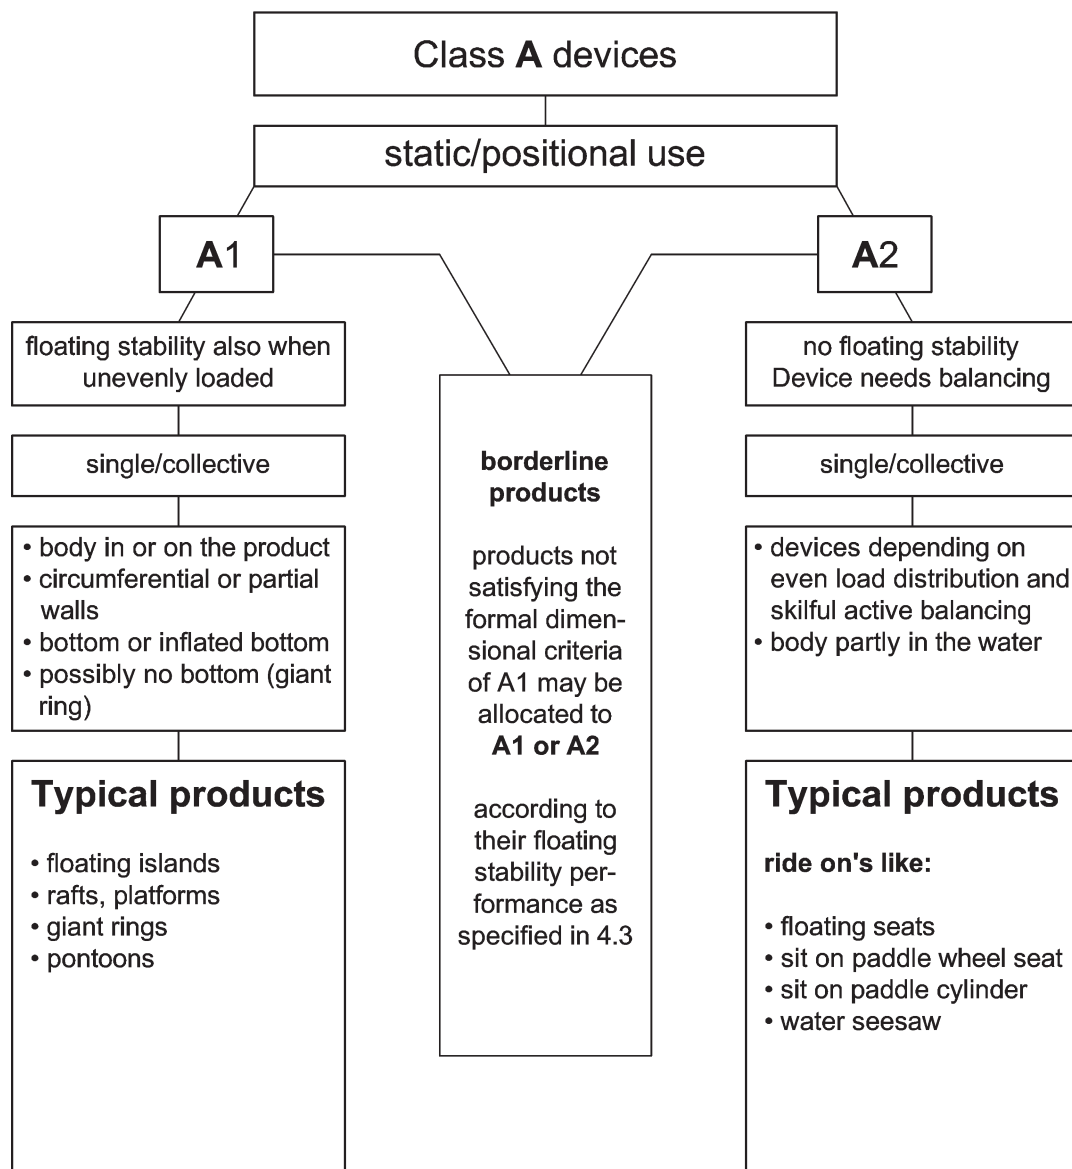 Class A devices
static/positional use
A1
A2
floating stability also when
unevenly loaded
single/collective
• body in or on the product
• circumferential or partial
walls
• bottom or inflated bottom
• possibly no bottom (giant
ring)
Typical products
• floating islands
• rafts, platforms
• giant rings
• pontoons
borderline
products
products not
satisfying the
formal dimen-
sional criteria
of A1 may be
allocated to
A1 or A2
according to
their floating
stability per-
formance as
specified in 4.3
no floating stability
Device needs balancing
single/collective
• devices depending on
even load distribution and
skilful active balancing
• body partly in the water
Typical products
ride on's like:
• floating seats
• sit on paddle wheel seat
• sit on paddle cylinder
• water seesaw